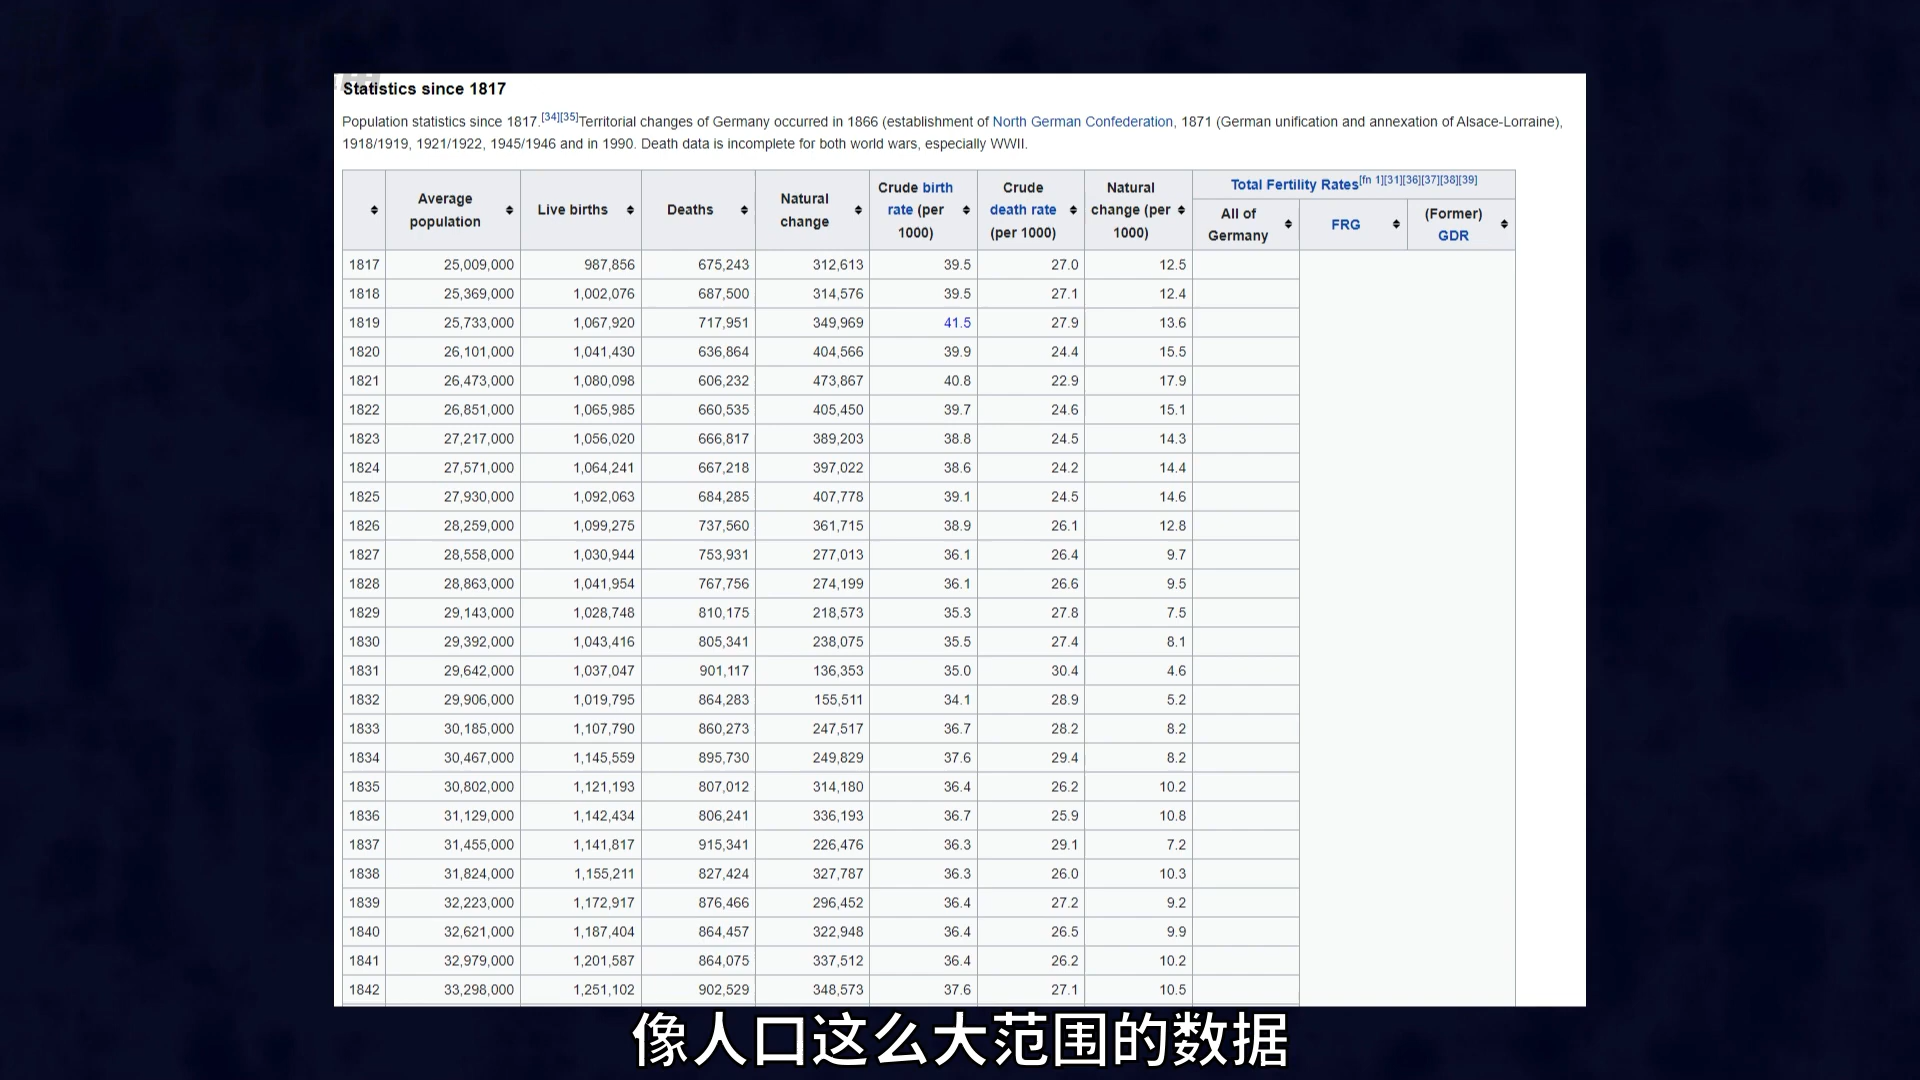 Statistics since 1817
Population statistics since 1817.[34][35]Territorial changes of Germany occurred in 1866 (establishment of North German Confederation, 1871 (German unification and annexation of Alsace-Lorraine),
1918/1919, 1921/1922, 1945/1946 and in 1990. Death data is incomplete for both world wars, especially WWII.
Average population Live births Deaths Natural change Crude birth rate (per 1000) Crude death rate (per 1000) Natural change (per 1000) Total Fertility Rates[fn 1][31][36][37][38][39]
All of Germany FRG (Former) GDR
1817 25,009,000 987,856 675,243 312,613 39.5 27.0 12.5
1818 25,369,000 1,002,076 687,500 314,576 39.5 27.1 12.4
1819 25,733,000 1,067,920 717,951 349,969 41.5 27.9 13.6
1820 26,101,000 1,041,430 636,864 404,566 39.9 24.4 15.5
1821 26,473,000 1,080,098 606,232 473,867 40.8 22.9 17.9
1822 26,851,000 1,065,985 660,535 405,450 39.7 24.6 15.1
1823 27,217,000 1,056,020 666,817 389,203 38.8 24.5 14.3
1824 27,571,000 1,064,241 667,218 397,022 38.6 24.2 14.4
1825 27,930,000 1,092,063 684,285 407,778 39.1 24.5 14.6
1826 28,259,000 1,099,275 737,560 361,715 38.9 26.1 12.8
1827 28,558,000 1,030,944 753,931 277,013 36.1 26.4 9.7
1828 28,863,000 1,041,954 767,756 274,199 36.1 26.6 9.5
1829 29,143,000 1,028,748 810,175 218,573 35.3 27.8 7.5
1830 29,392,000 1,043,416 805,341 238,075 35.5 27.4 8.1
1831 29,642,000 1,037,047 901,117 136,353 35.0 30.4 4.6
1832 29,906,000 1,019,795 864,283 155,511 34.1 28.9 5.2
1833 30,185,000 1,107,790 860,273 247,517 36.7 28.2 8.2
1834 30,467,000 1,145,559 895,730 249,829 37.6 29.4 8.2
1835 30,802,000 1,121,193 807,012 314,180 36.4 26.2 10.2
1836 31,129,000 1,142,434 806,241 336,193 36.7 25.9 10.8
1837 31,455,000 1,141,817 915,341 226,476 36.3 29.1 7.2
1838 31,824,000 1,155,211 827,424 327,787 36.3 26.0 10.3
1839 32,223,000 1,172,917 876,466 296,452 36.4 27.2 9.2
1840 32,621,000 1,187,404 864,457 322,948 36.4 26.5 9.9
1841 32,979,000 1,201,587 864,075 337,512 36.4 26.2 10.2
1842 33,298,000 1,251,102 902,529 348,573 37.6 27.1 10.5
像人口这么大范围的数据